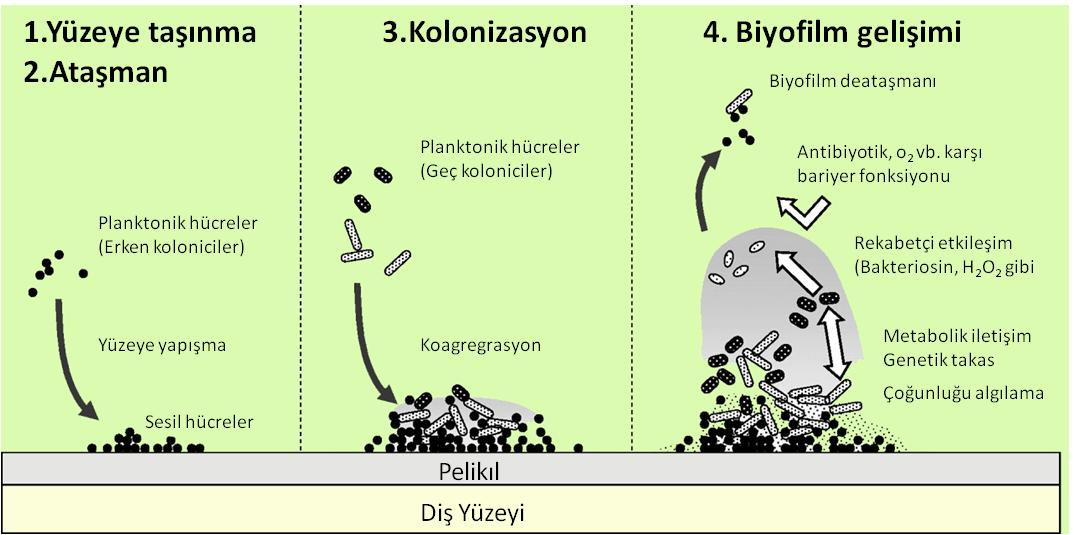 1.Yüzeye taşınma
2.Ataşman
Planktonik hücreler
(Erken koloniciler)
Yüzeye yapışma
Sesil hücreler
3.Kolonizasyon
Planktonik hücreler
(Geç koloniciler)
Koagregrasyon
4. Biyofilm gelişimi
Biyofilm deataşmanı
Antibiyotik, o₂ vb. karşı
bariyer fonksiyonu
Rekabetçi etkileşim
(Bakteriosin, H₂O₂ gibi
Metabolik iletişim
Genetik takas
Çoğunluğu algılama
Pelikıl
Diş Yüzeyi